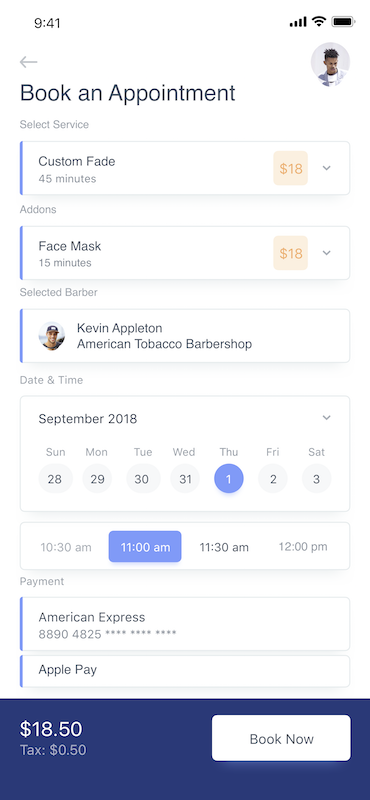 9:41
Book an Appointment
Select Service
Custom Fade
$18
45 minutes
Addons
Face Mask
$18
15 minutes
Selected Barber
Kevin Appleton
American Tobacco Barbershop
Date & Time
September 2018
Sun Mon Tue Wed Thu Fri Sat
28 29 30 31 1 2 3
10:30 am 11:00 am 11:30 am 12:00 pm
Payment
American Express
8890 4825 **** **** ****
Apple Pay
$18.50
Tax: $0.50
Book Now